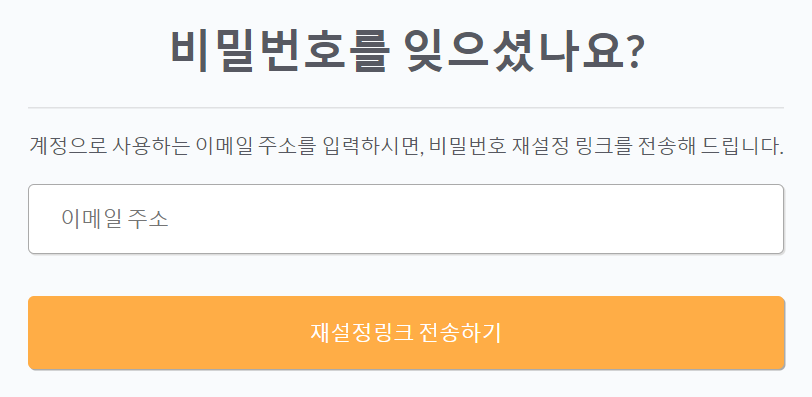 비밀번호를 잊으셨나요?
계정으로 사용하는 이메일 주소를 입력하시면, 비밀번호 재설정 링크를 전송해 드립니다.
이메일 주소
재설정링크 전송하기